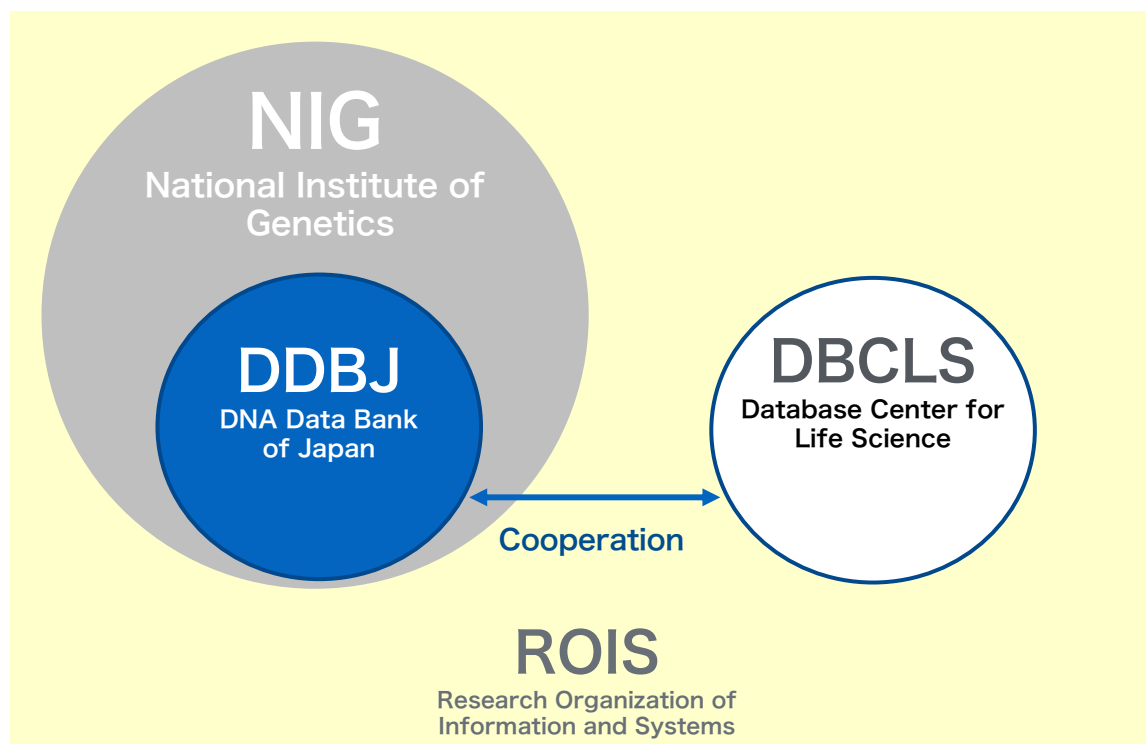 NIG
National Institute of
Genetics
DDBJ
DNA Data Bank
of Japan
DBCLS
Database Center for
Life Science
Cooperation
ROIS
Research Organization of
Information and Systems